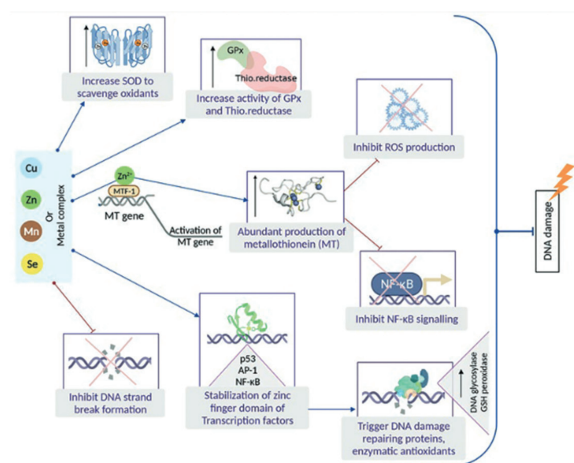 Increase SOD to
scavenge oxidants
GPx
Thio.reductase
Increase activity of GPx
and Thio.reductase
Inhibit ROS production
Cu
Zn
Mn
Se
Or
Metal complex
Zn²⁺
MTF-1
MT gene
Activation of
MT gene
Abundant production of
metallothionein (MT)
NF-κB
Inhibit NF-κB signalling
DNA damage
Inhibit DNA strand
break formation
p53
AP-1
NF-κB
Stabilization of zinc
finger domain of
Transcription factors
Trigger DNA damage
repairing proteins,
enzymatic antioxidants
DNA glycosylase
GSH peroxidase